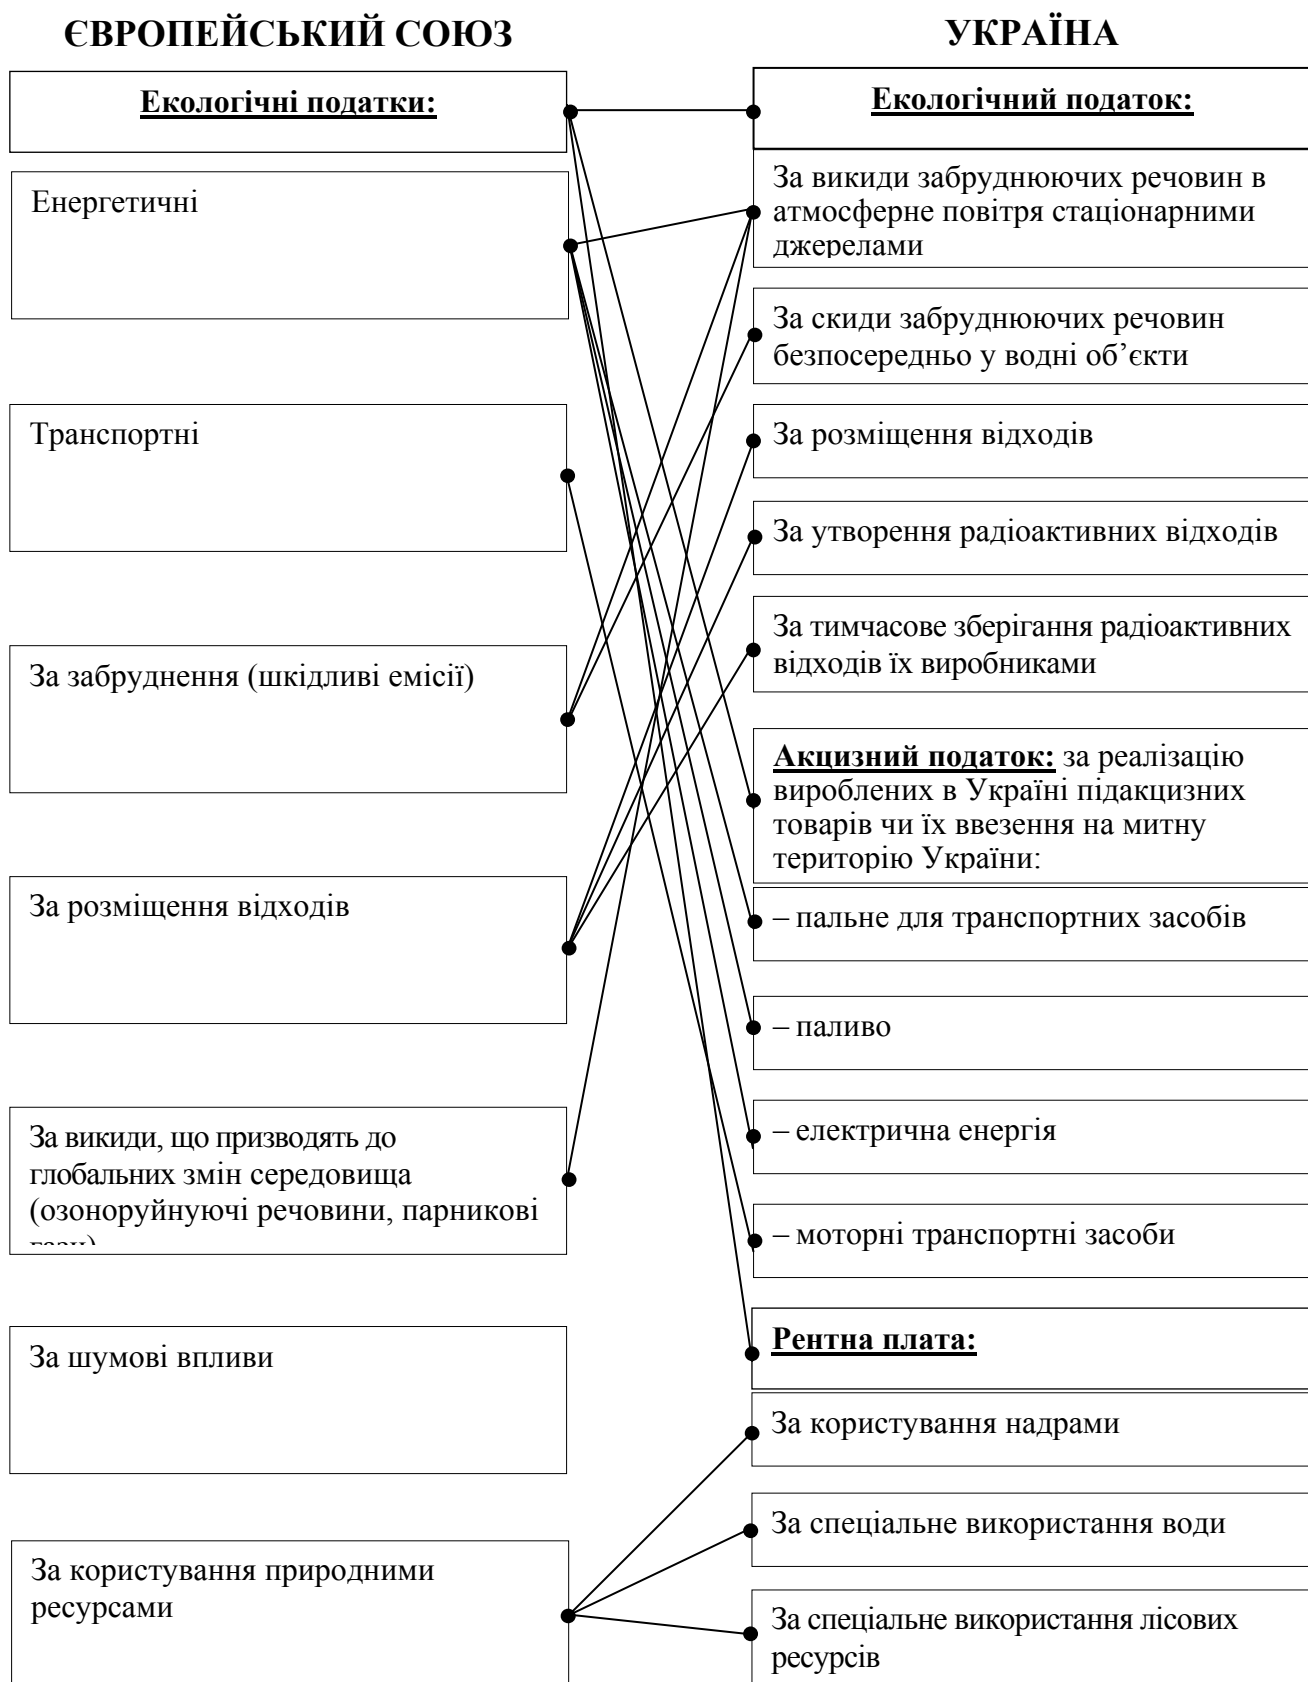 ЄВРОПЕЙСЬКИЙ СОЮЗ
Екологічні податки:
Енергетичні
Транспортні
За забруднення (шкідливі емісії)
За розміщення відходів
За викиди, що призводять до
глобальних змін середовища
(озоноруйнуючі речовини, парникові
гази)
За шумові впливи
За користування природними
ресурсами
УКРАЇНА
Екологічний податок:
За викиди забруднюючих речовин в
атмосферне повітря стаціонарними
джерелами
За скиди забруднюючих речовин
безпосередньо у водні об’єкти
За розміщення відходів
За утворення радіоактивних відходів
За тимчасове зберігання радіоактивних
відходів їх виробниками
Акцизний податок: за реалізацію
вироблених в Україні підакцизних
товарів чи їх ввезення на митну
територію України:
– пальне для транспортних засобів
– паливо
– електрична енергія
– моторні транспортні засоби
Рентна плата:
За користування надрами
За спеціальне використання води
За спеціальне використання лісових
ресурсів